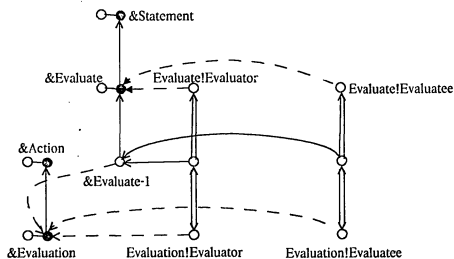 &Statement
&Evaluate
Evaluate!Evaluator
Evaluate!Evaluatee
&Action
&Evaluate-1
&Evaluation
Evaluation!Evaluator
Evaluation!Evaluatee